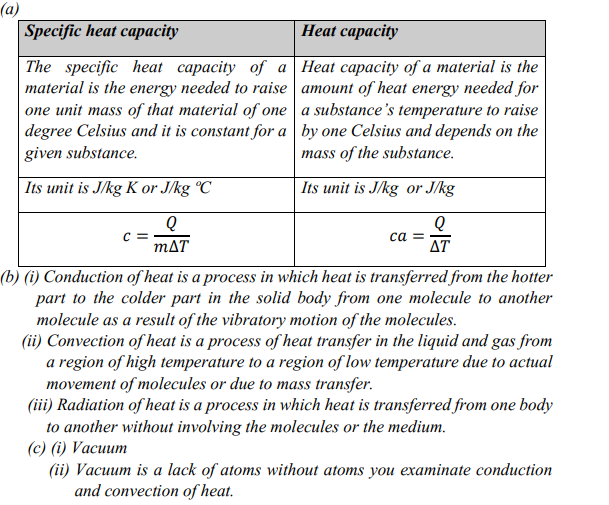 (a)
Specific heat capacity
Heat capacity
The specific heat capacity of a
material is the energy needed to raise
one unit mass of that material of one
degree Celsius and it is constant for a
given substance.
Heat capacity of a material is the
amount of heat energy needed for
a substance's temperature to raise
by one Celsius and depends on the
mass of the substance.
Its unit is J/kg K or J/kg ℃
Its unit is J/kg or J/kg
c = Q / mΔT
ca = Q / ΔT
(b) (i) Conduction of heat is a process in which heat is transferred from the hotter
part to the colder part in the solid body from one molecule to another
molecule as a result of the vibratory motion of the molecules.
(ii) Convection of heat is a process of heat transfer in the liquid and gas from
a region of high temperature to a region of low temperature due to actual
movement of molecules or due to mass transfer.
(iii) Radiation of heat is a process in which heat is transferred from one body
to another without involving the molecules or the medium.
(c) (i) Vacuum
(ii) Vacuum is a lack of atoms without atoms you examinate conduction
and convection of heat.